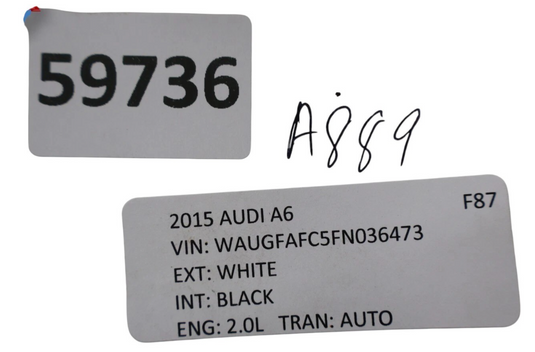 59736
A889
2015 AUDI A6 F87
VIN: WAUGFAFC5FN036473
EXT: WHITE
INT: BLACK
ENG: 2.0L TRAN: AUTO